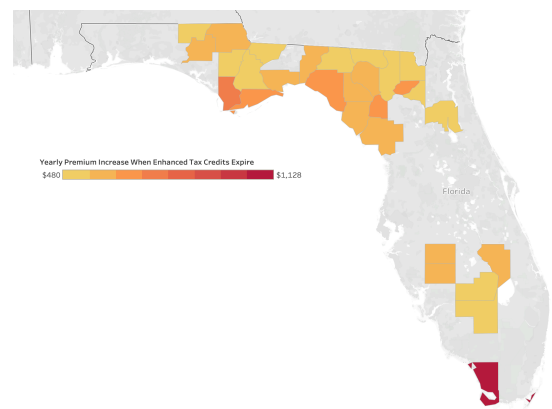 Yearly Premium Increase When Enhanced Tax Credits Expire
$480 $1,128
Florida